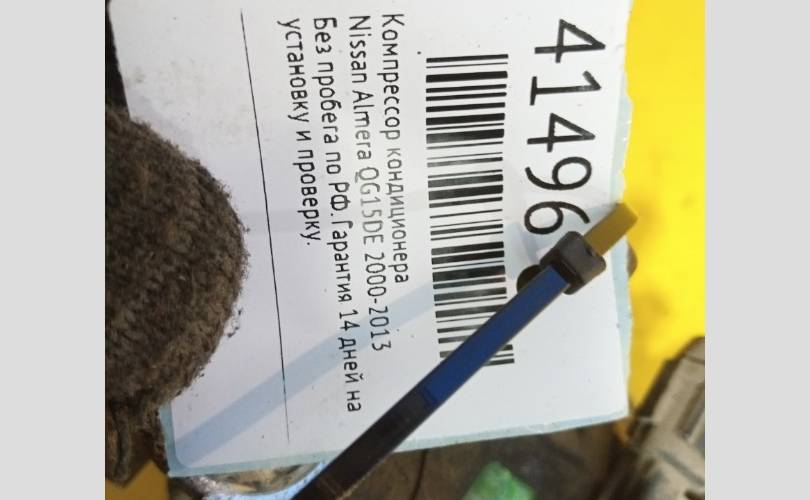 41496
Компрессор кондиционера
Nissan Almera QG15DE 2000-2013
Без пробега по РФ. Гарантия 14 дней на
установку и проверку.